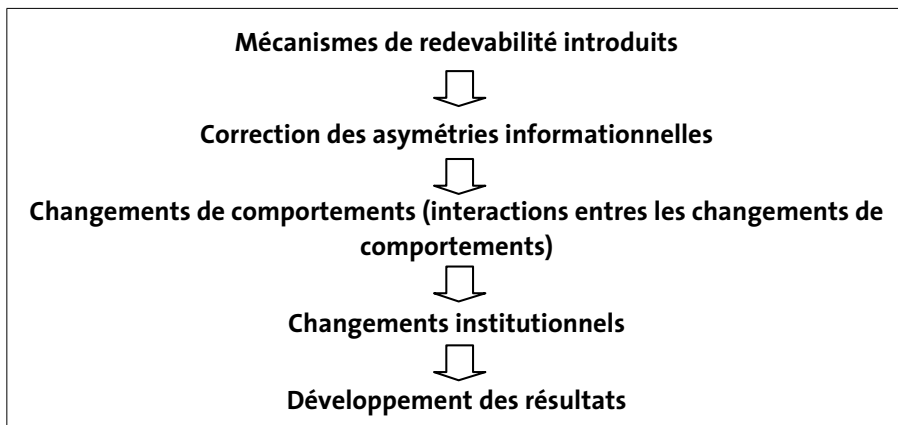 Mécanismes de redevabilité introduits
Correction des asymétries informationnelles
Changements de comportements (interactions entres les changements de
comportements)
Changements institutionnels
Développement des résultats